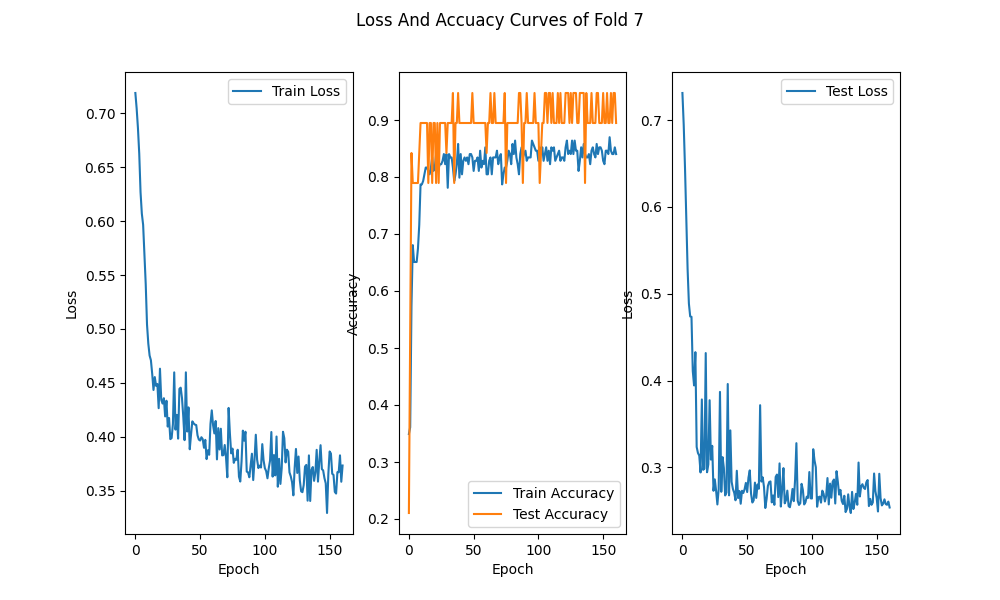 Loss And Accuacy Curves of Fold 7
Train Loss
0.70
0.65
0.60
0.55
0.50
0.45
0.40
0.35
Loss
0 50 100 150
Epoch
0.9
0.8
0.7
0.6
0.5
0.4
0.3
0.2
Accuracy
Train Accuracy
Test Accuracy
0 50 100 150
Epoch
Test Loss
0.7
0.6
0.5
0.4
0.3
Loss
0 50 100 150
Epoch